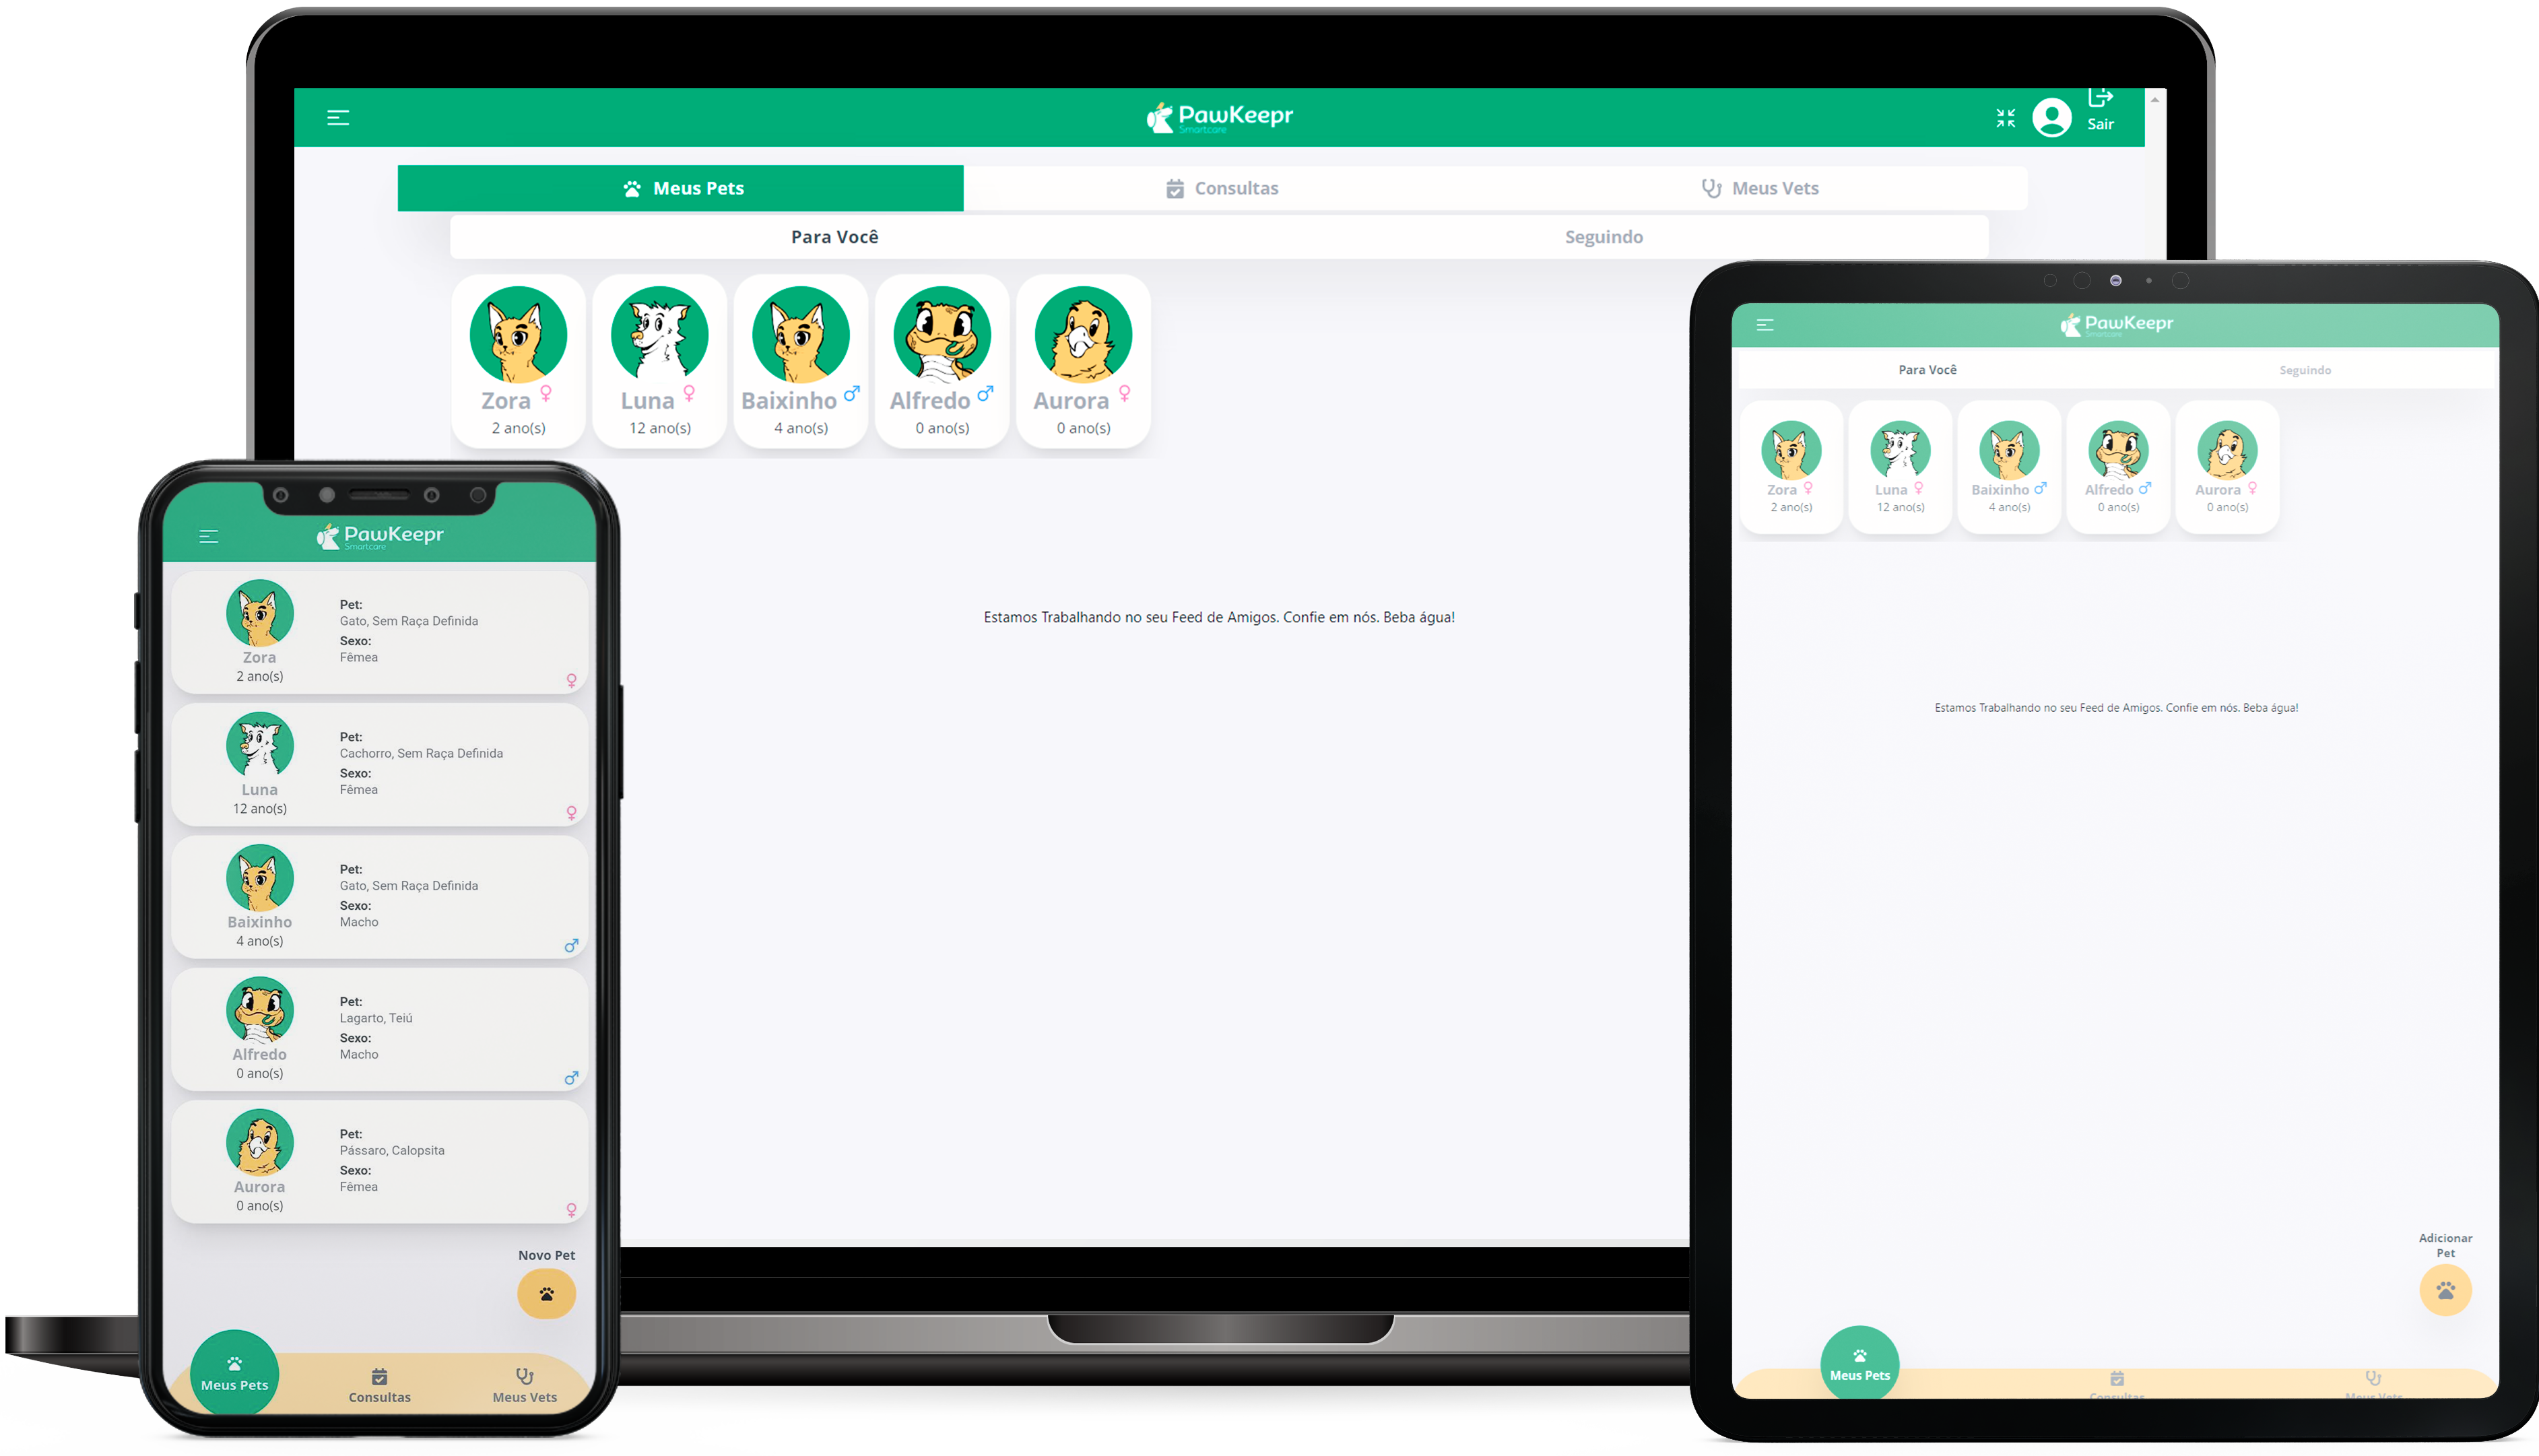 PawKeepr
Smartcare
Sair
Meus Pets
Consultas
Meus Vets
Para Você
Seguindo
Zora ♀
2 ano(s)
Luna ♀
12 ano(s)
Baixinho ♂
4 ano(s)
Alfredo ♂
0 ano(s)
Aurora ♀
0 ano(s)
Estamos Trabalhando no seu Feed de Amigos. Confie em nós. Beba água!
PawKeepr
Smartcare
Zora
2 ano(s)
Pet:
Gato, Sem Raça Definida
Sexo:
Fêmea
♀
Luna
12 ano(s)
Pet:
Cachorro, Sem Raça Definida
Sexo:
Fêmea
♀
Baixinho
4 ano(s)
Pet:
Gato, Sem Raça Definida
Sexo:
Macho
♂
Alfredo
0 ano(s)
Pet:
Lagarto, Teiú
Sexo:
Macho
♂
Aurora
0 ano(s)
Pet:
Pássaro, Calopsita
Sexo:
Fêmea
♀
Novo Pet
Meus Pets
Consultas
Meus Vets
PawKeepr
Smartcare
Para Você
Seguindo
Zora ♀
2 ano(s)
Luna ♀
12 ano(s)
Baixinho ♂
4 ano(s)
Alfredo ♂
0 ano(s)
Aurora ♀
0 ano(s)
Estamos Trabalhando no seu Feed de Amigos. Confie em nós. Beba água!
Adicionar
Pet
Meus Pets
Consultas
Meus Vets